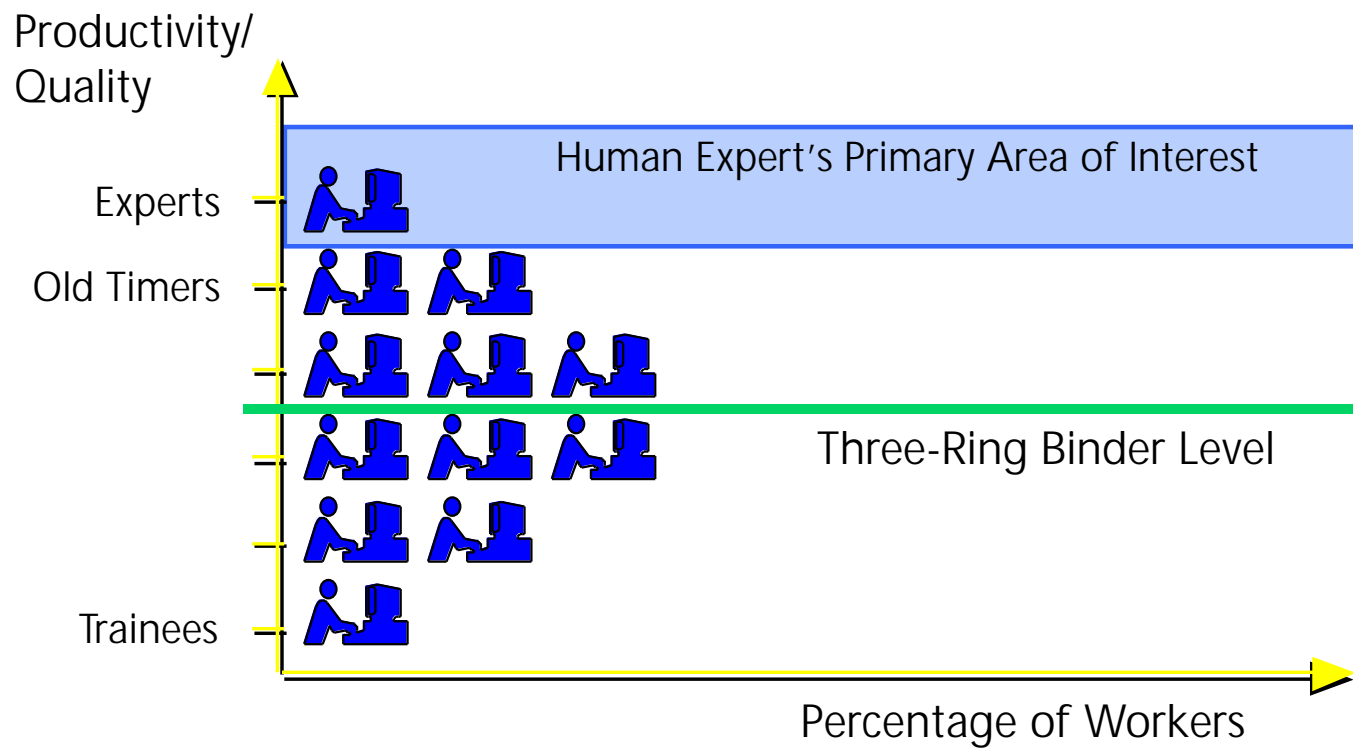 Productivity/
Quality
Human Expert's Primary Area of Interest
Experts
Old Timers
Three-Ring Binder Level
Trainees
Percentage of Workers